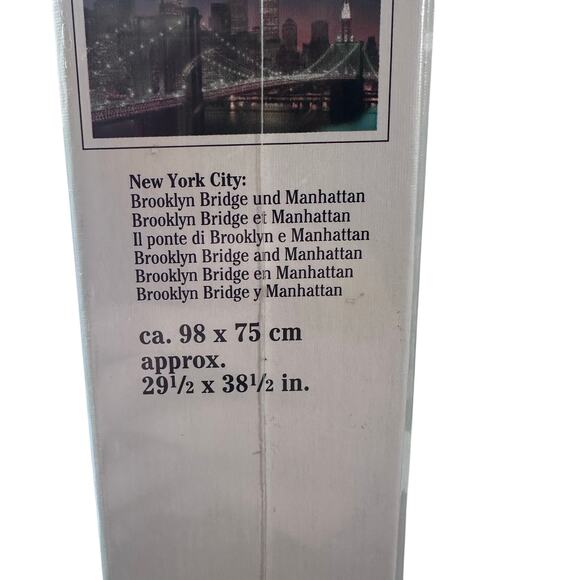 New York City:
Brooklyn Bridge und Manhattan
Brooklyn Bridge et Manhattan
Il ponte di Brooklyn e Manhattan
Brooklyn Bridge and Manhattan
Brooklyn Bridge en Manhattan
Brooklyn Bridge y Manhattan
ca. 98 x 75 cm
approx.
29½ x 38½ in.